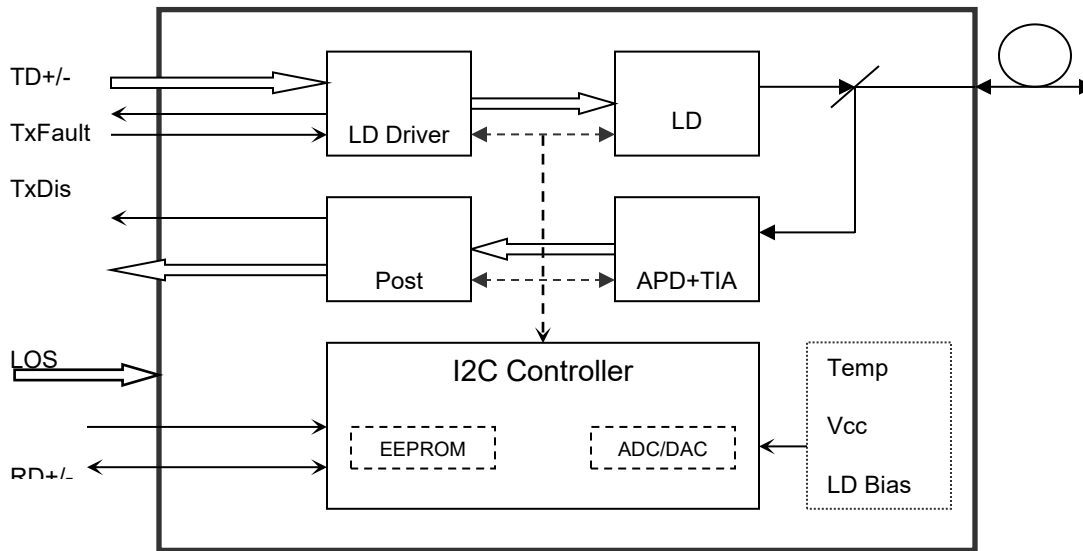 TD+/-
TxFault
TxDis
LOS
RD+/-
LD Driver
LD
Post
APD+TIA
I2C Controller
EEPROM
ADC/DAC
Temp
Vcc
LD Bias